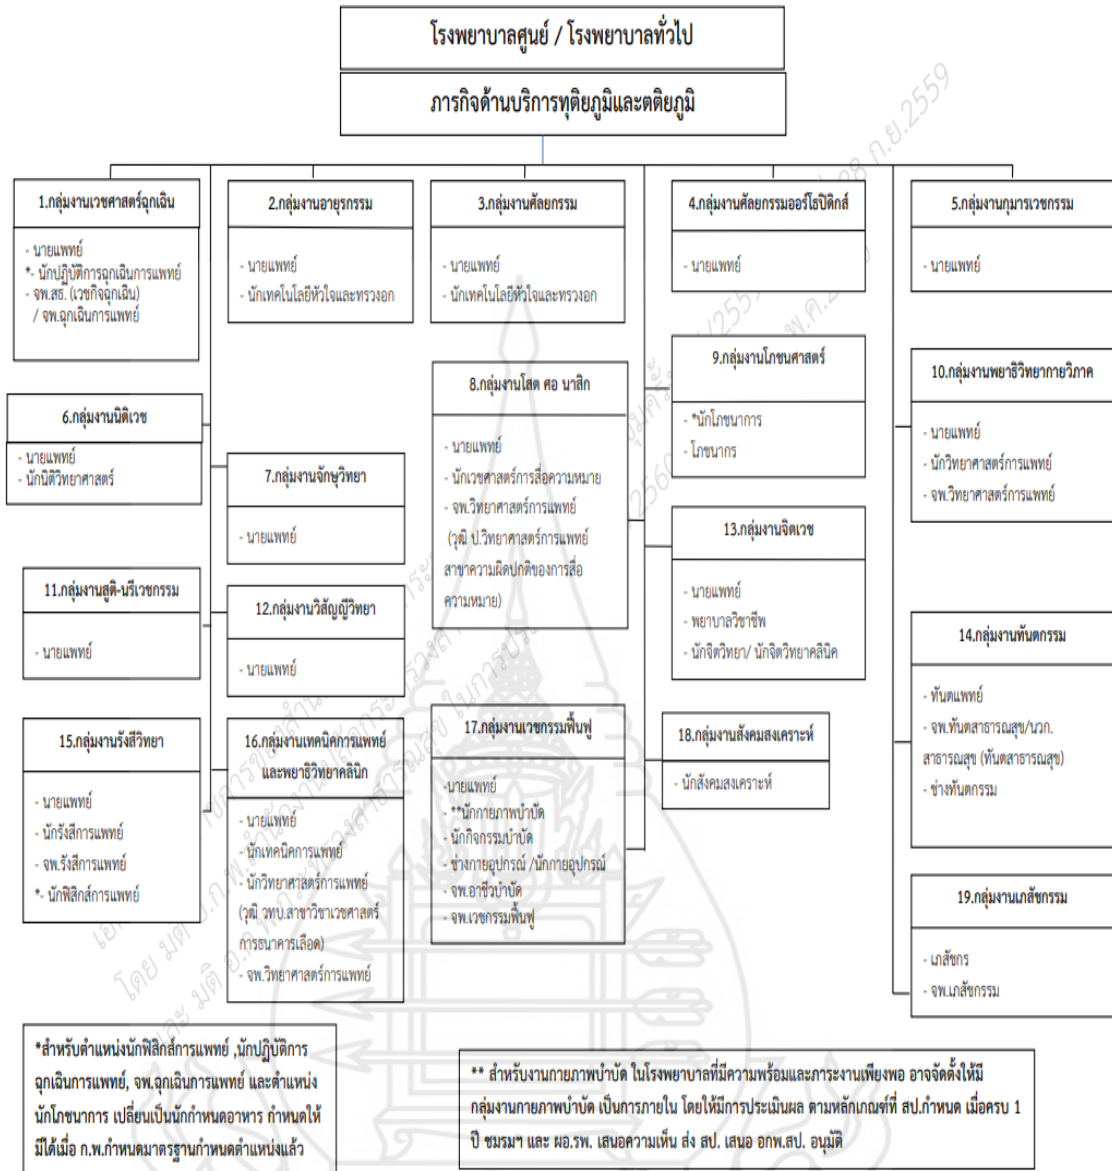 โรงพยาบาลศูนย์ / โรงพยาบาลทั่วไป
ภารกิจด้านบริการทุติยภูมิและตติยภูมิ
1.กลุ่มงานเวชศาสตร์ฉุกเฉิน
- นายแพทย์
*- นักปฏิบัติการฉุกเฉินการแพทย์
- จพ.สธ. (เวชกิจฉุกเฉิน)
/ จพ.ฉุกเฉินการแพทย์
2.กลุ่มงานอายุรกรรม
- นายแพทย์
- นักเทคโนโลยีหัวใจและทรวงอก
3.กลุ่มงานศัลยกรรม
- นายแพทย์
- นักเทคโนโลยีหัวใจและทรวงอก
4.กลุ่มงานศัลยกรรมออร์โธปิดิกส์
- นายแพทย์
5.กลุ่มงานกุมารเวชกรรม
- นายแพทย์
6.กลุ่มงานนิติเวช
- นายแพทย์
- นักนิติวิทยาศาสตร์
7.กลุ่มงานจักษุวิทยา
- นายแพทย์
8.กลุ่มงานโสต ศอ นาสิก
- นายแพทย์
- นักเวชศาสตร์การสื่อความหมาย
- จพ.วิทยาศาสตร์การแพทย์
(วุฒิ ป.วิทยาศาสตร์การแพทย์
สาขาความผิดปกติของการสื่อ
ความหมาย)
9.กลุ่มงานโภชนศาสตร์
- *นักโภชนาการ
- โภชนากร
10.กลุ่มงานพยาธิวิทยากายวิภาค
- นายแพทย์
- นักวิทยาศาสตร์การแพทย์
- จพ.วิทยาศาสตร์การแพทย์
11.กลุ่มงานสูติ-นรีเวชกรรม
- นายแพทย์
12.กลุ่มงานวิสัญญีวิทยา
- นายแพทย์
13.กลุ่มงานจิตเวช
- นายแพทย์
- พยาบาลวิชาชีพ
- นักจิตวิทยา/ นักจิตวิทยาคลินิค
14.กลุ่มงานทันตกรรม
- ทันตแพทย์
- จพ.ทันตสาธารณสุข/นวก.
สาธารณสุข (ทันตสาธารณสุข)
- ช่างทันตกรรม
15.กลุ่มงานรังสีวิทยา
- นายแพทย์
- นักรังสีการแพทย์
- จพ.รังสีการแพทย์
*- นักฟิสิกส์การแพทย์
16.กลุ่มงานเทคนิคการแพทย์
และพยาธิวิทยาคลินิก
- นายแพทย์
- นักเทคนิคการแพทย์
- นักวิทยาศาสตร์การแพทย์
(วุฒิ วทบ.สาขาวิชาเวชศาสตร์
การธนาคารเลือด)
- จพ.วิทยาศาสตร์การแพทย์
17.กลุ่มงานเวชกรรมฟื้นฟู
-นายแพทย์
- **นักกายภาพบำบัด
- นักกิจกรรมบำบัด
- ช่างกายอุปกรณ์ /นักกายอุปกรณ์
- จพ.อาชีวบำบัด
- จพ.เวชกรรมฟื้นฟู
18.กลุ่มงานสังคมสงเคราะห์
- นักสังคมสงเคราะห์
19.กลุ่มงานเภสัชกรรม
- เภสัชกร
- จพ.เภสัชกรรม
*สำหรับตำแหน่งนักฟิสิกส์การแพทย์ ,นักปฏิบัติการ
ฉุกเฉินการแพทย์, จพ.ฉุกเฉินการแพทย์ และตำแหน่ง
นักโภชนาการ เปลี่ยนเป็นนักกำหนดอาหาร กำหนดให้
มีได้เมื่อ ก.พ.กำหนดมาตรฐานกำหนดตำแหน่งแล้ว
** สำหรับงานกายภาพบำบัด ในโรงพยาบาลที่มีความพร้อมและภาระงานเพียงพอ อาจจัดตั้งให้มี
กลุ่มงานกายภาพบำบัด เป็นการภายใน โดยให้มีการประเมินผล ตามหลักเกณฑ์ที่ สป.กำหนด เมื่อครบ 1
ปี ชมรมฯ และ ผอ.รพ. เสนอความเห็น ส่ง สป. เสนอ อกพ.สป. อนุมัติ
28 ก.ย.2559